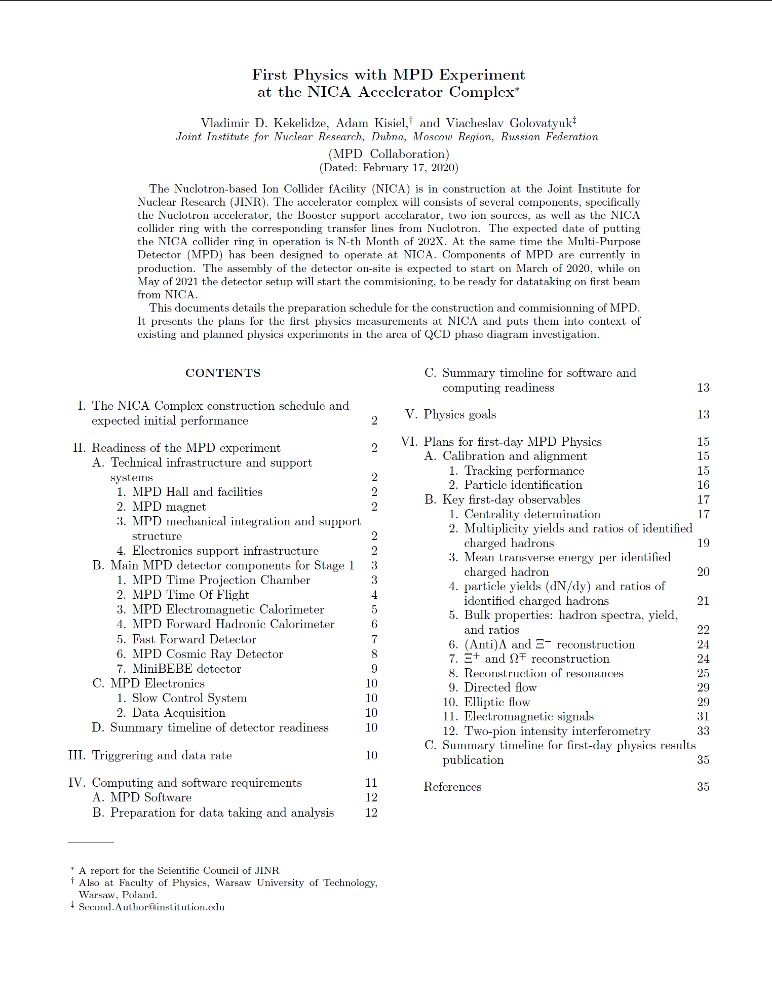 First Physics with MPD Experiment
at the NICA Accelerator Complex*
Vladimir D. Kekelidze, Adam Kisiel,† and Viacheslav Golovatyuk‡
Joint Institute for Nuclear Research, Dubna, Moscow Region, Russian Federation
(MPD Collaboration)
(Dated: February 17, 2020)
The Nuclotron-based Ion Collider fAcility (NICA) is in construction at the Joint Institute for
Nuclear Research (JINR). The accelerator complex will consists of several components, specifically
the Nuclotron accelerator, the Booster support accelarator, two ion sources, as well as the NICA
collider ring with the corresponding transfer lines from Nuclotron. The expected date of putting
the NICA collider ring in operation is N-th Month of 202X. At the same time the Multi-Purpose
Detector (MPD) has been designed to operate at NICA. Components of MPD are currently in
production. The assembly of the detector on-site is expected to start on March of 2020, while on
May of 2021 the detector setup will start the commisioning, to be ready for datataking on first beam
from NICA.
This documents details the preparation schedule for the construction and commisionning of MPD.
It presents the plans for the first physics measurements at NICA and puts them into context of
existing and planned physics experiments in the area of QCD phase diagram investigation.
CONTENTS
I. The NICA Complex construction schedule and
expected initial performance 2
II. Readiness of the MPD experiment 2
A. Technical infrastructure and support
systems 2
1. MPD Hall and facilities 2
2. MPD magnet 2
3. MPD mechanical integration and support
structure 2
4. Electronics support infrastructure 2
B. Main MPD detector components for Stage 1 3
1. MPD Time Projection Chamber 3
2. MPD Time Of Flight 4
3. MPD Electromagnetic Calorimeter 5
4. MPD Forward Hadronic Calorimeter 6
5. Fast Forward Detector 7
6. MPD Cosmic Ray Detector 8
7. MiniBEBE detector 9
C. MPD Electronics 10
1. Slow Control System 10
2. Data Acquisition 10
D. Summary timeline of detector readiness 10
III. Triggrering and data rate 10
IV. Computing and software requirements 11
A. MPD Software 12
B. Preparation for data taking and analysis 12
* A report for the Scientific Council of JINR
† Also at Faculty of Physics, Warsaw University of Technology,
Warsaw, Poland.
‡ Second.Author@institution.edu
C. Summary timeline for software and
computing readiness 13
V. Physics goals 13
VI. Plans for first-day MPD Physics 15
A. Calibration and alignment 15
1. Tracking performance 15
2. Particle identification 16
B. Key first-day observables 17
1. Centrality determination 17
2. Multiplicity yields and ratios of identified
charged hadrons 19
3. Mean transverse energy per identified
charged hadron 20
4. particle yields (dN/dy) and ratios of
identified charged hadrons 21
5. Bulk properties: hadron spectra, yield,
and ratios 22
6. (Anti)Λ and Ξ⁻ reconstruction 24
7. Ξ⁺ and Ω∓ reconstruction 24
8. Reconstruction of resonances 25
9. Directed flow 29
10. Elliptic flow 29
11. Electromagnetic signals 31
12. Two-pion intensity interferometry 33
C. Summary timeline for first-day physics results
publication 35
References 35